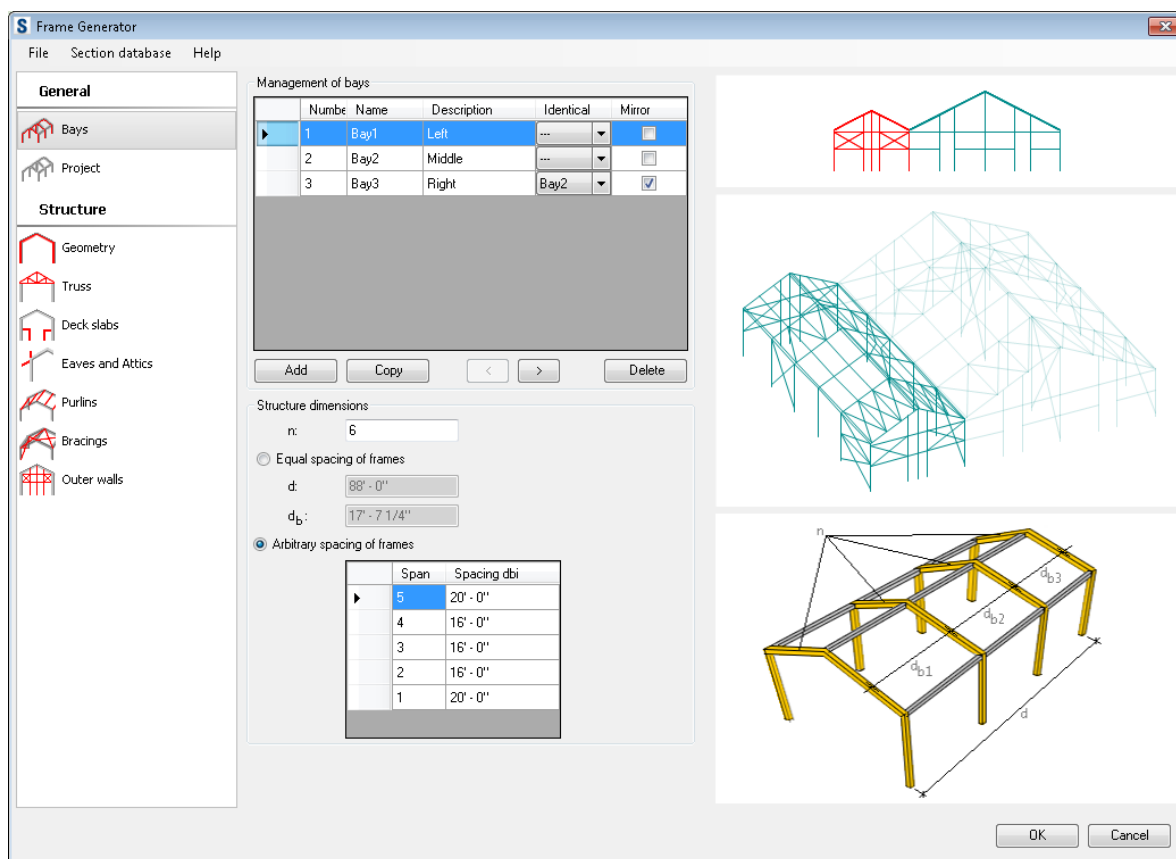 S Frame Generator
File Section database Help
General
Bays
Project
Structure
Geometry
Truss
Deck slabs
Eaves and Attics
Purlins
Bracings
Outer walls
Management of bays
Numbe Name Description Identical Mirror
1 Bay1 Left ---
2 Bay2 Middle ---
3 Bay3 Right Bay2
Add Copy < > Delete
Structure dimensions
n: 6
Equal spacing of frames
d: 88' - 0"
db: 17' - 7 1/4"
Arbitrary spacing of frames
Span Spacing dbi
5 20' - 0"
4 16' - 0"
3 16' - 0"
2 16' - 0"
1 20' - 0"
n
db3
db2
db1
d
OK Cancel